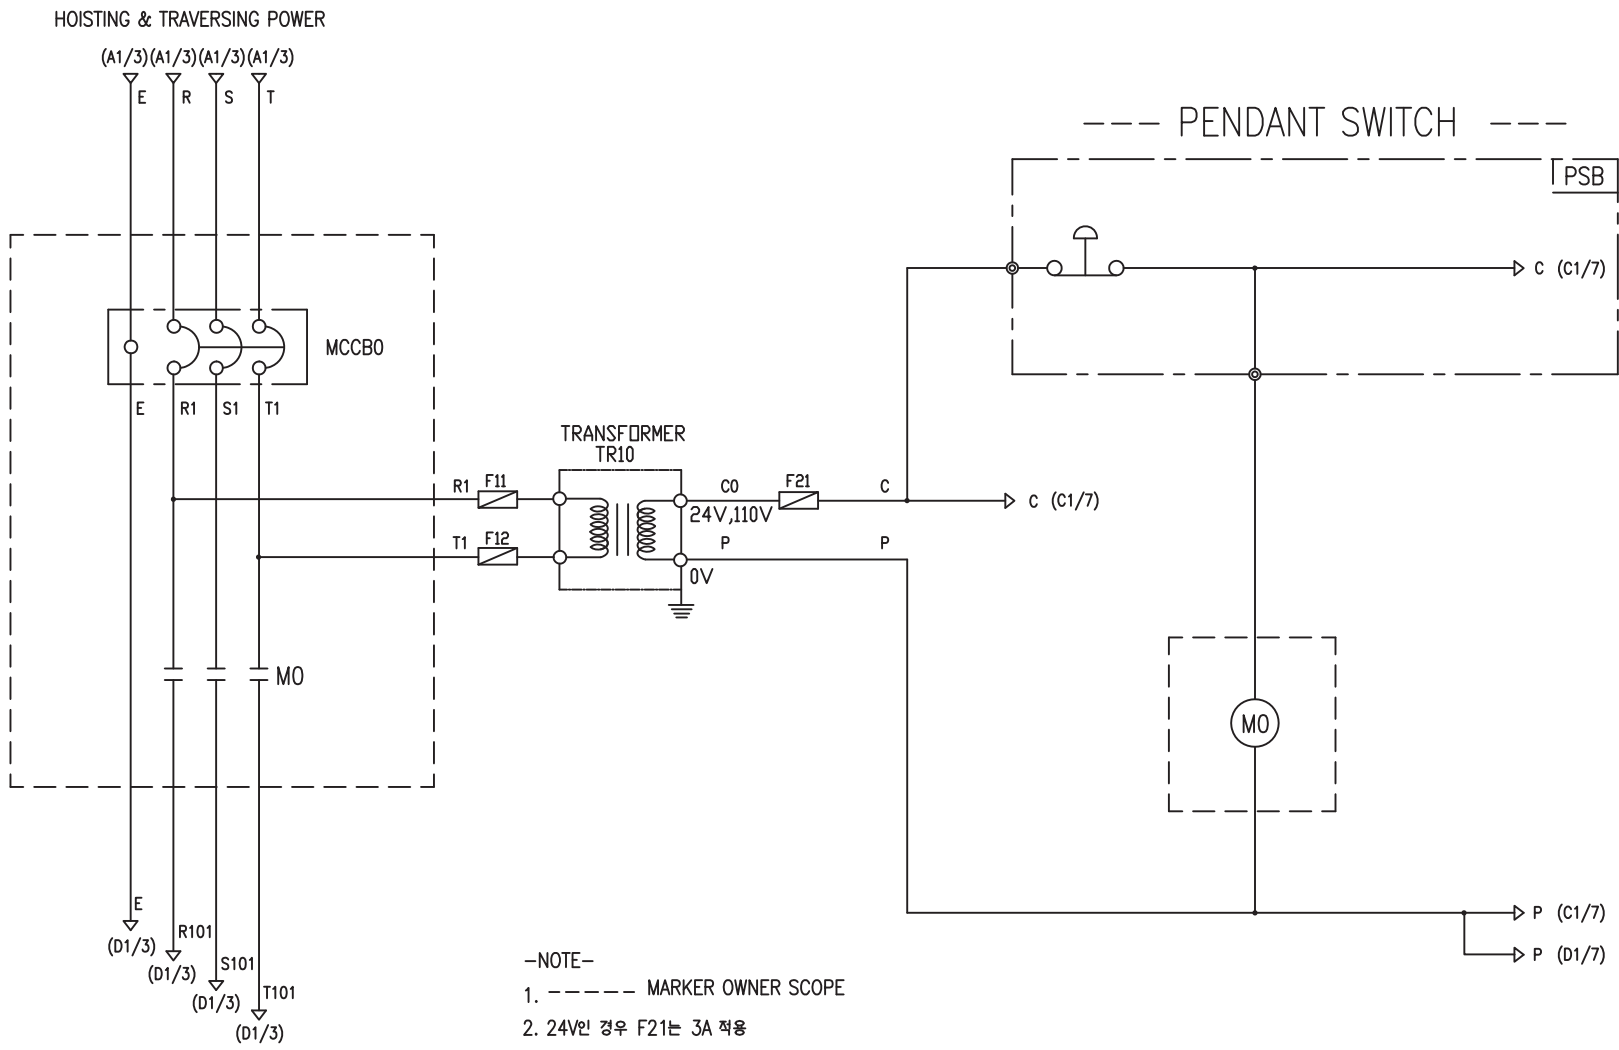 HOISTING & TRAVERSING POWER
(A1/3) (A1/3) (A1/3) (A1/3)
E R S T
PENDANT SWITCH
PSB
C (C1/7)
MCCB0
E R1 S1 T1
TRANSFORMER
TR10
R1 F11
C0 F21 C
24V,110V
C (C1/7)
T1 F12
P P
0V
M0
M0
E
(D1/3)
R101
(D1/3)
S101
(D1/3)
T101
(D1/3)
P (C1/7)
P (D1/7)
-NOTE-
1. ------ MARKER OWNER SCOPE
2. 24V인 경우 F21는 3A 적용